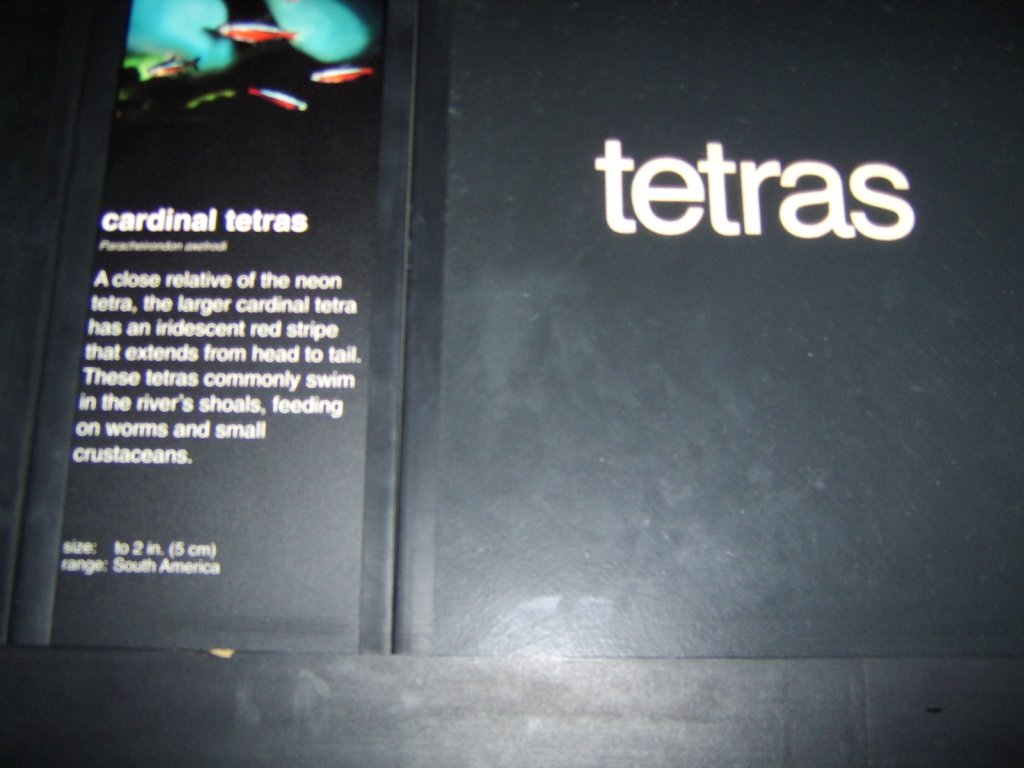 tetras
cardinal tetras
Paracheirondon axelrodi
A close relative of the neon
tetra, the larger cardinal tetra
has an iridescent red stripe
that extends from head to tail.
These tetras commonly swim
in the river's shoals, feeding
on worms and small
crustaceans.
size: to 2 in. (5 cm)
range: South America